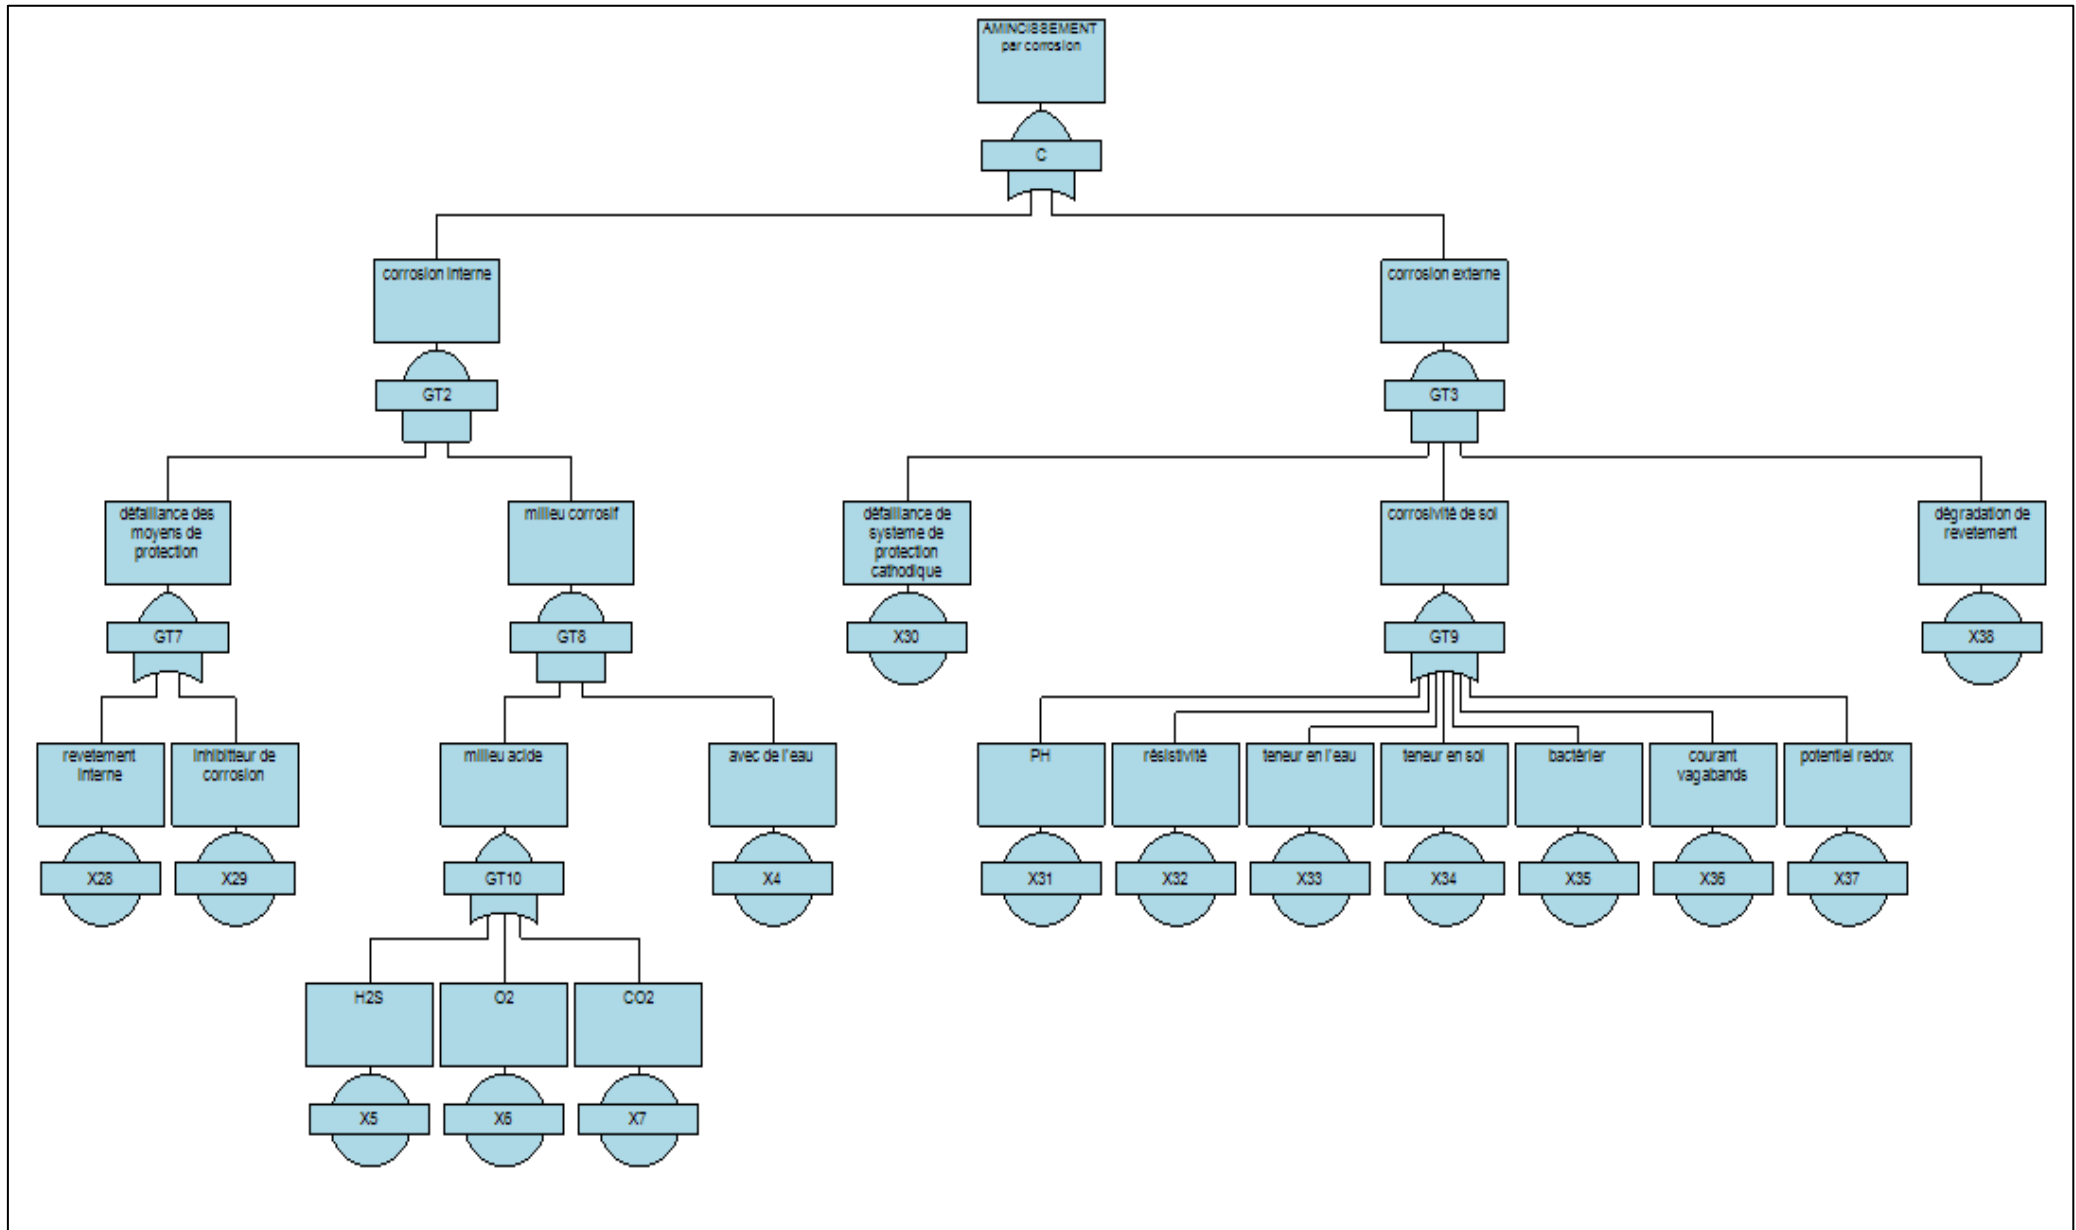 AMINCISSEMENT
par corrosion
C
corrosion interne
corrosion externe
GT2
GT3
défaillance des
moyens de
protection
milieu corrosif
défaillance de
systeme de
protection
cathodique
corrosivité de sol
dégradation de
revetement
GT7
GT8
X30
GT9
X38
revetement
interne
inhibitteur de
corrosion
milieu acide
avec de l'eau
PH
résistivité
teneur en l'eau
teneur en sol
bactérier
courant
vagabands
potentiel redox
X28
X29
GT10
X4
X31
X32
X33
X34
X35
X36
X37
H2S
O2
CO2
X5
X6
X7